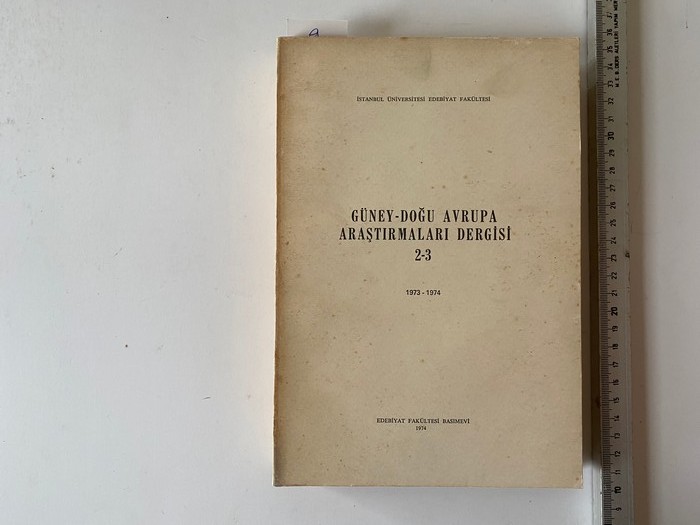 İSTANBUL ÜNİVERSİTESİ EDEBİYAT FAKÜLTESİ
GÜNEY-DOĞU AVRUPA
ARAŞTIRMALARI DERGİSİ
2-3
1973 - 1974
EDEBİYAT FAKÜLTESİ BASIMEVİ
1974